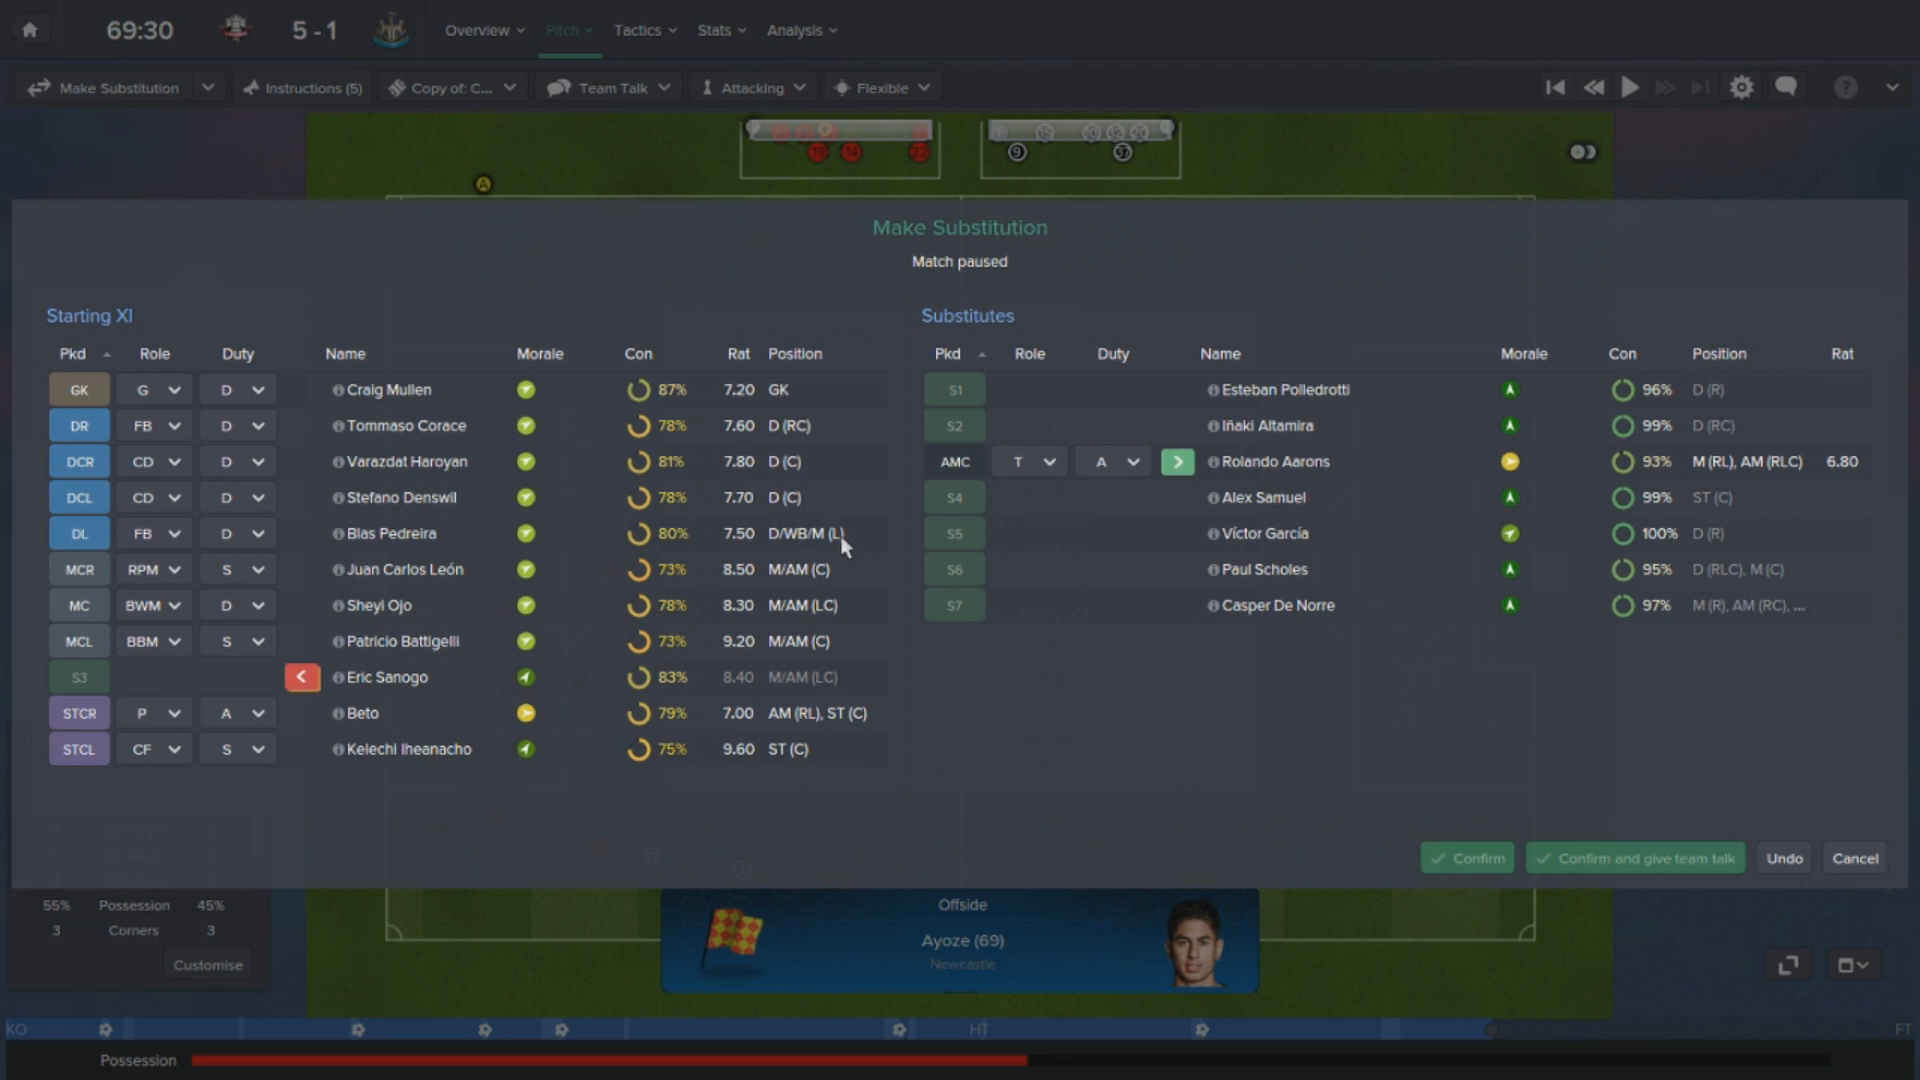 69:30 5 - 1 Overview Pitch Tactics Stats Analysis
Make Substitution Instructions (5) Copy of: C... Team Talk Attacking Flexible
19 14 22 9 37
A
Make Substitution
Match paused
Starting XI
Pkd Role Duty Name Morale Con Rat Position
GK G D Craig Mullen 87% 7.20 GK
DR FB D Tommaso Corace 78% 7.60 D (RC)
DCR CD D Varazdat Haroyan 81% 7.80 D (C)
DCL CD D Stefano Denswil 78% 7.70 D (C)
DL FB D Blas Pedreira 80% 7.50 D/WB/M (L)
MCR RPM S Juan Carlos León 73% 8.50 M/AM (C)
MC BWM D Sheyi Ojo 78% 8.30 M/AM (LC)
MCL BBM S Patricio Battigelli 73% 9.20 M/AM (C)
S3 Eric Sanogo 83% 8.40 M/AM (LC)
STCR P A Beto 79% 7.00 AM (RL), ST (C)
STCL CF S Kelechi Iheanacho 75% 9.60 ST (C)
Substitutes
Pkd Role Duty Name Morale Con Position Rat
S1 Esteban Polledrotti 96% D (R)
S2 Iñaki Altamira 99% D (RC)
AMC T A Rolando Aarons 93% M (RL), AM (RLC) 6.80
S4 Alex Samuel 99% ST (C)
S5 Víctor García 100% D (R)
S6 Paul Scholes 95% D (RLC), M (C)
S7 Casper De Norre 97% M (R), AM (RC), ...
Confirm Confirm and give team talk Undo Cancel
55% Possession 45%
3 Corners 3
Customise
Offside
Ayoze (69)
Newcastle
KO HT FT
Possession